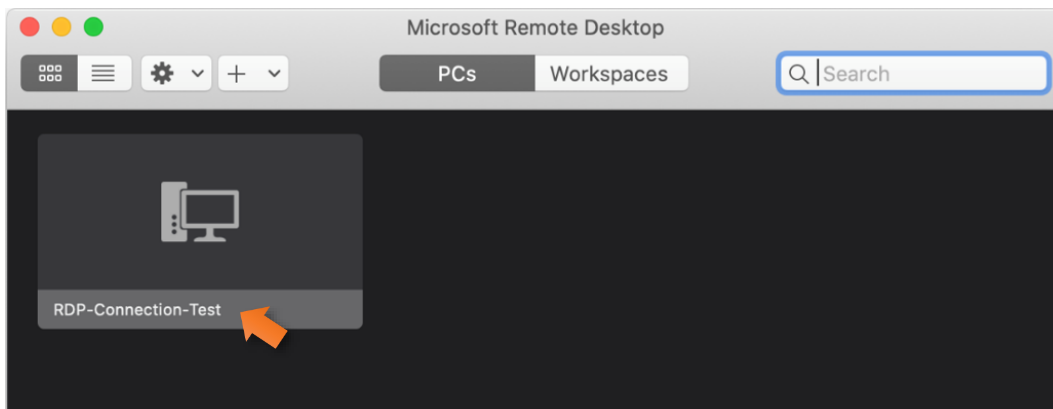 Microsoft Remote Desktop
PCs Workspaces Search
RDP-Connection-Test